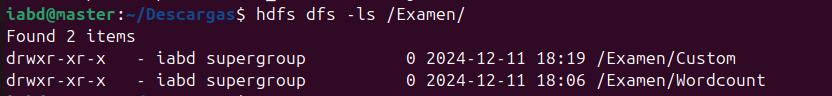 iabd@master:~/Descargas$ hdfs dfs -ls /Examen/
Found 2 items
drwxr-xr-x   - iabd supergroup          0 2024-12-11 18:19 /Examen/Custom
drwxr-xr-x   - iabd supergroup          0 2024-12-11 18:06 /Examen/Wordcount